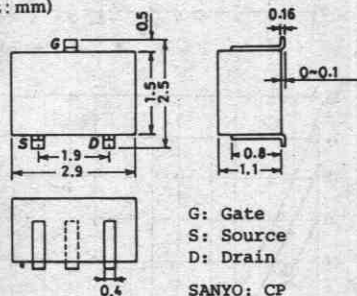 : mm)
0.5
0.16
G
1.5
2.5
0~0.1
S
D
1.9
2.9
0.8
1.1
G: Gate
S: Source
D: Drain
0.4
SANYO: CP